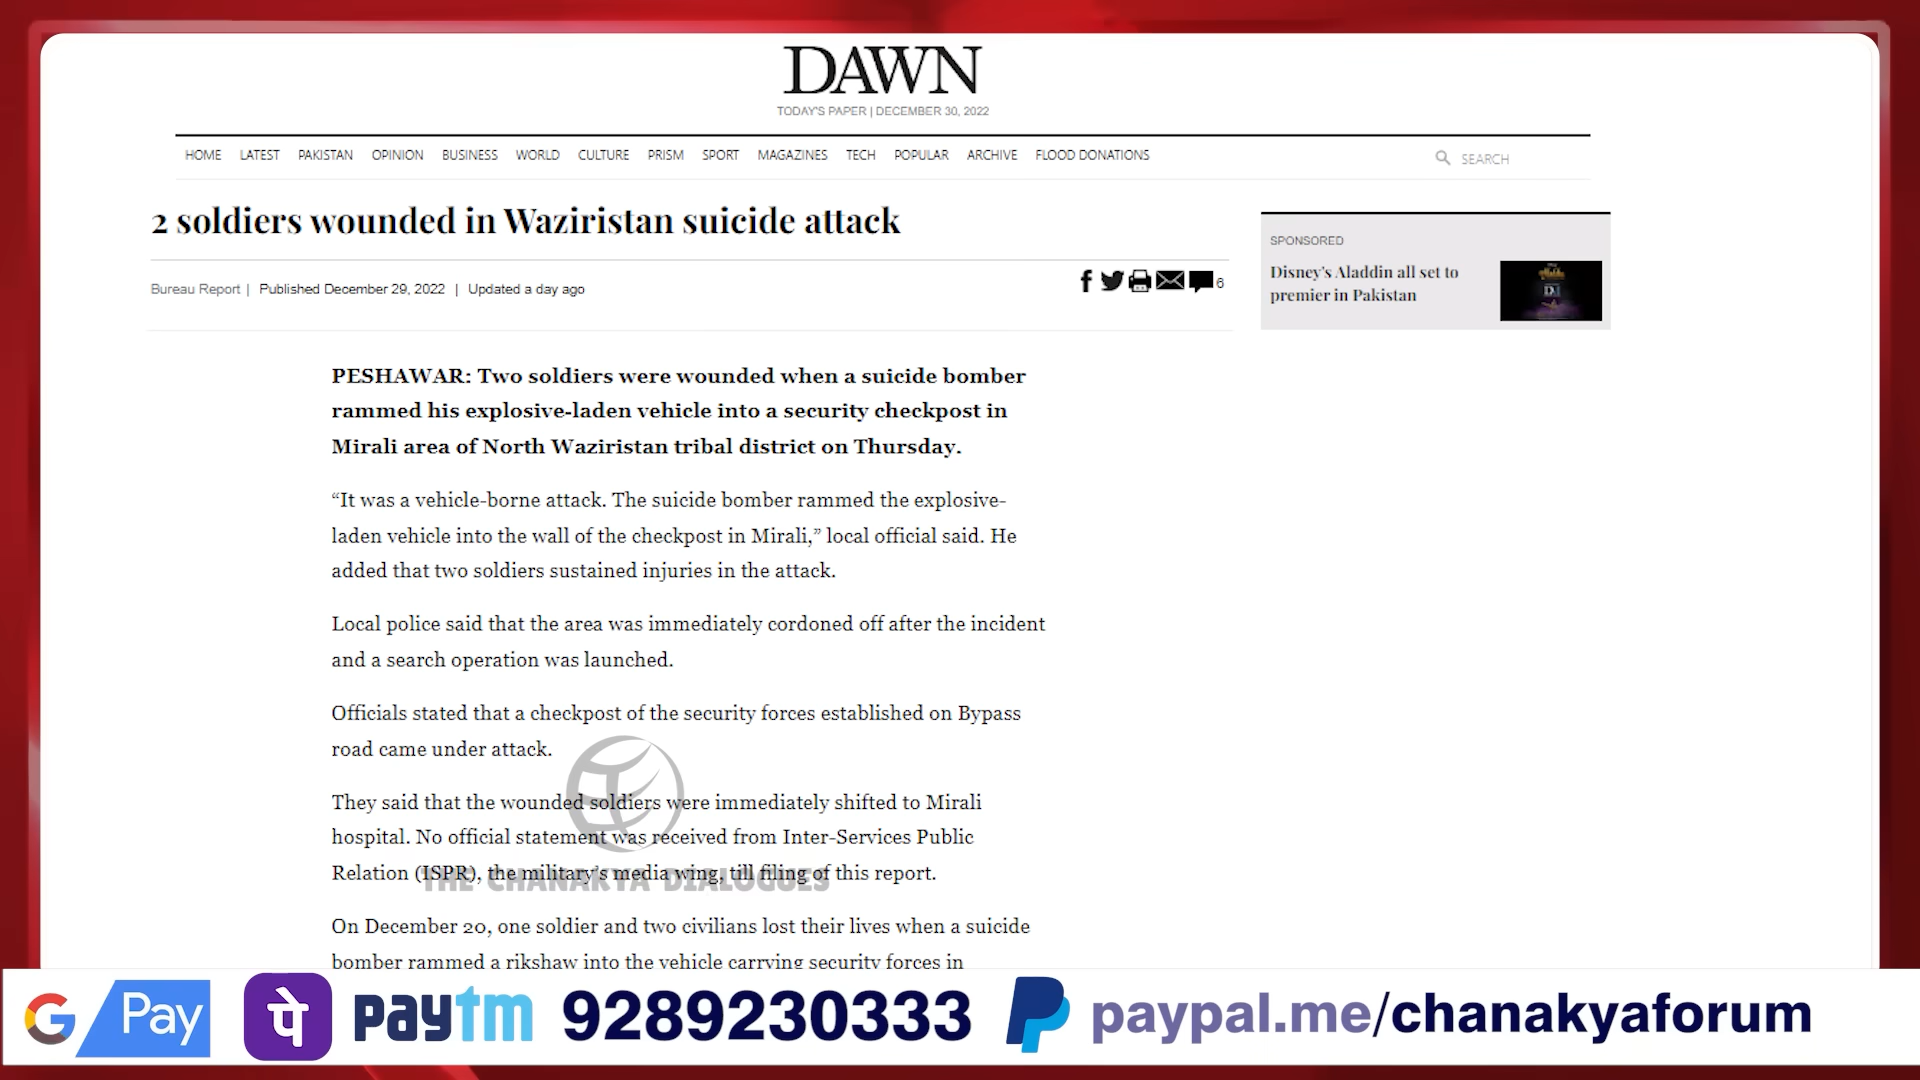 DAWN
TODAY'S PAPER | DECEMBER 30, 2022
HOME LATEST PAKISTAN OPINION BUSINESS WORLD CULTURE PRISM SPORT MAGAZINES TECH POPULAR ARCHIVE FLOOD DONATIONS SEARCH
2 soldiers wounded in Waziristan suicide attack
Bureau Report | Published December 29, 2022 | Updated a day ago
6
SPONSORED
Disney's Aladdin all set to
premier in Pakistan
PESHAWAR: Two soldiers were wounded when a suicide bomber
rammed his explosive-laden vehicle into a security checkpost in
Mirali area of North Waziristan tribal district on Thursday.
“It was a vehicle-borne attack. The suicide bomber rammed the explosive-
laden vehicle into the wall of the checkpost in Mirali,” local official said. He
added that two soldiers sustained injuries in the attack.
Local police said that the area was immediately cordoned off after the incident
and a search operation was launched.
Officials stated that a checkpost of the security forces established on Bypass
road came under attack.
They said that the wounded soldiers were immediately shifted to Mirali
hospital. No official statement was received from Inter-Services Public
Relation (ISPR), the military's media wing, till filing of this report.
THE CHANAKYA DIALOGUES
On December 20, one soldier and two civilians lost their lives when a suicide
bomber rammed a rikshaw into the vehicle carrying security forces in
G Pay पे paytm 9289230333 paypal.me/chanakyaforum